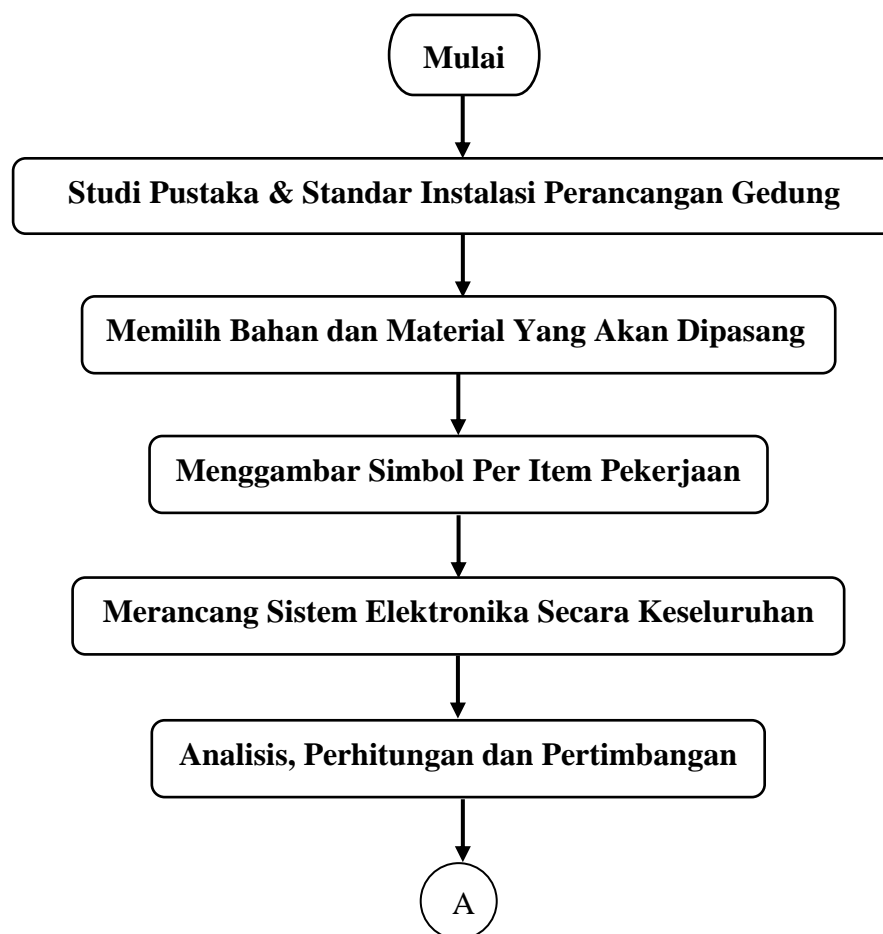 Mulai
Studi Pustaka & Standar Instalasi Perancangan Gedung
Memilih Bahan dan Material Yang Akan Dipasang
Menggambar Simbol Per Item Pekerjaan
Merancang Sistem Elektronika Secara Keseluruhan
Analisis, Perhitungan dan Pertimbangan
A